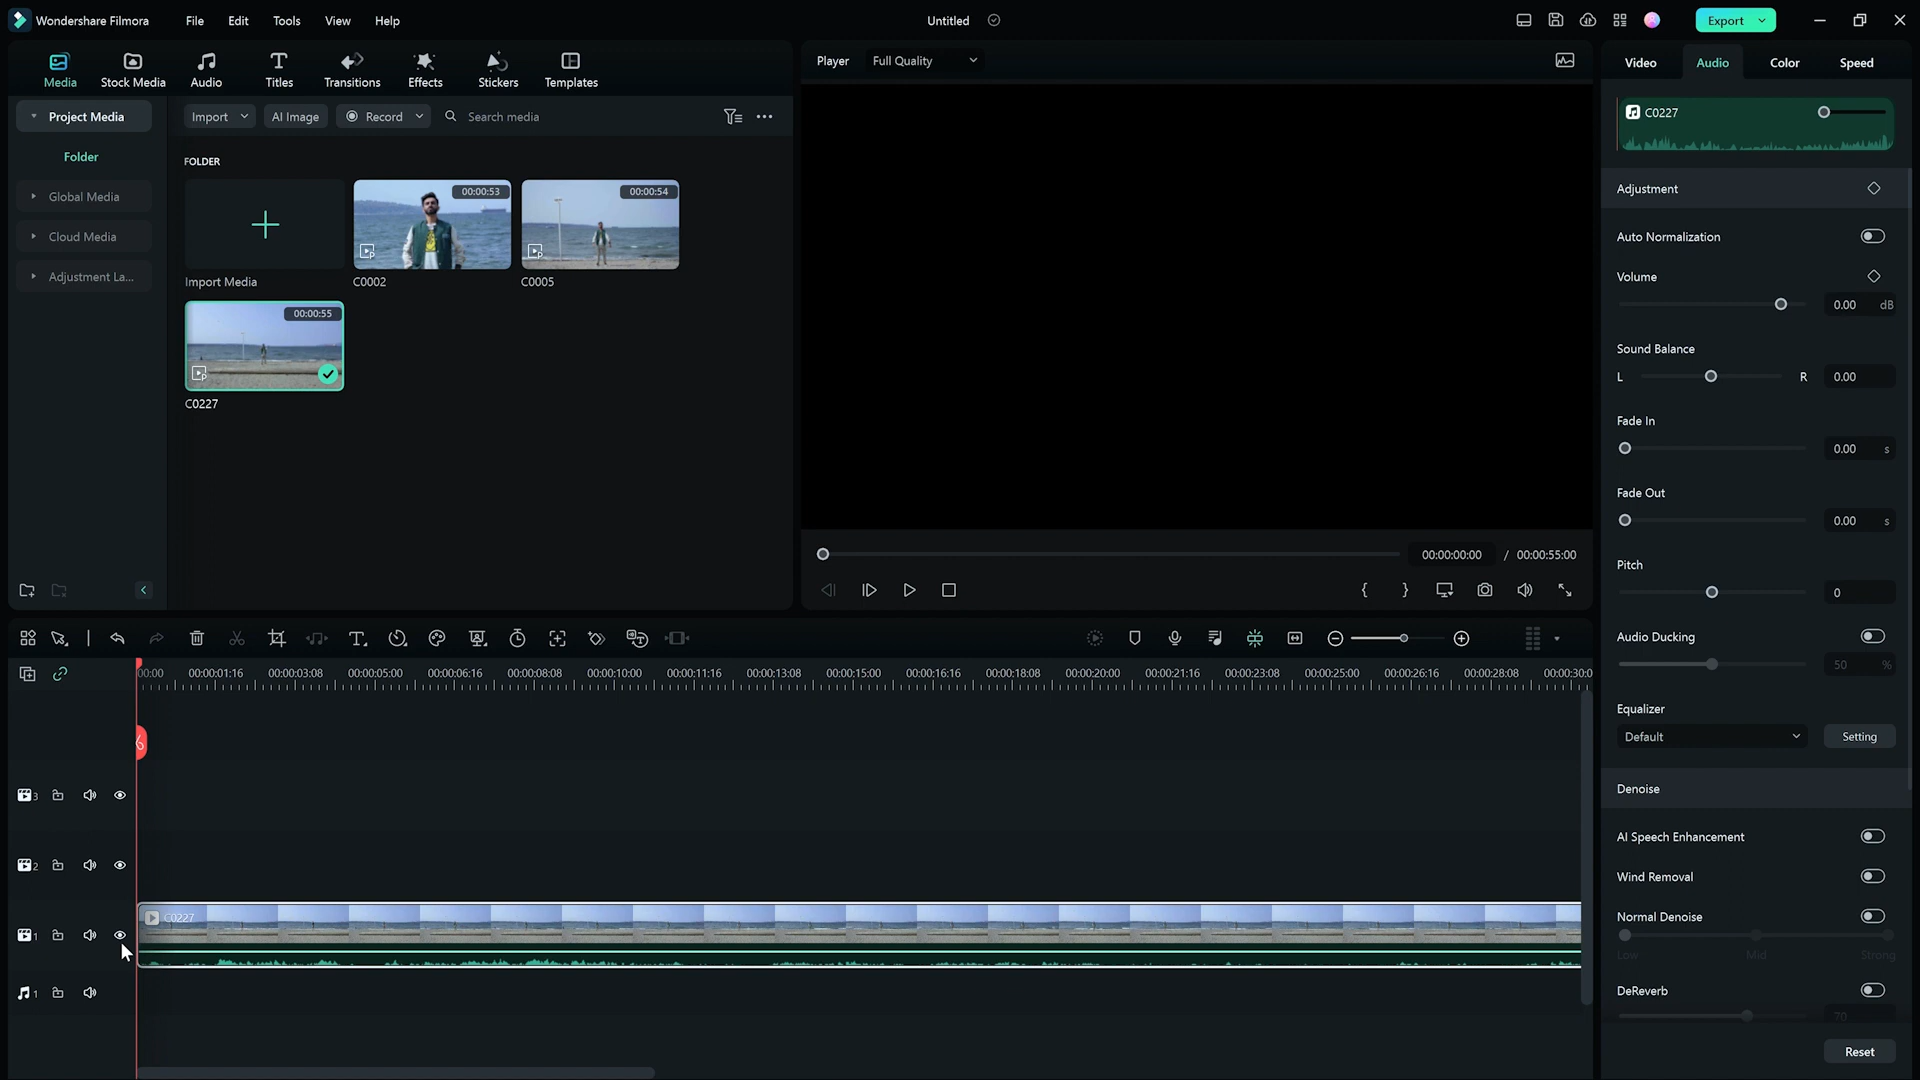 Wondershare Filmora
File
Edit
Tools
View
Help
Untitled
Export
Media
Stock Media
Audio
Titles
Transitions
Effects
Stickers
Templates
Player
Full Quality
Video
Audio
Color
Speed
Project Media
Import
AI Image
Record
Search media
Folder
FOLDER
Global Media
Cloud Media
Adjustment La...
00:00:53
00:00:54
Import Media
C0002
C0005
00:00:55
C0227
00:00:00:00 / 00:00:55:00
C0227
Adjustment
Auto Normalization
Volume
0.00 dB
Sound Balance
L R 0.00
Fade In
0.00 s
Fade Out
0.00 s
Pitch
0
Audio Ducking
50 %
Equalizer
Default
Setting
Denoise
AI Speech Enhancement
Wind Removal
Normal Denoise
Low Mid Strong
DeReverb
70
Reset
00:00 00:00:01:16 00:00:03:08 00:00:05:00 00:00:06:16 00:00:08:08 00:00:10:00 00:00:11:16 00:00:13:08 00:00:15:00 00:00:16:16 00:00:18:08 00:00:20:00 00:00:21:16 00:00:23:08 00:00:25:00 00:00:26:16 00:00:28:08 00:00:30:0
3
2
C0227
1
1